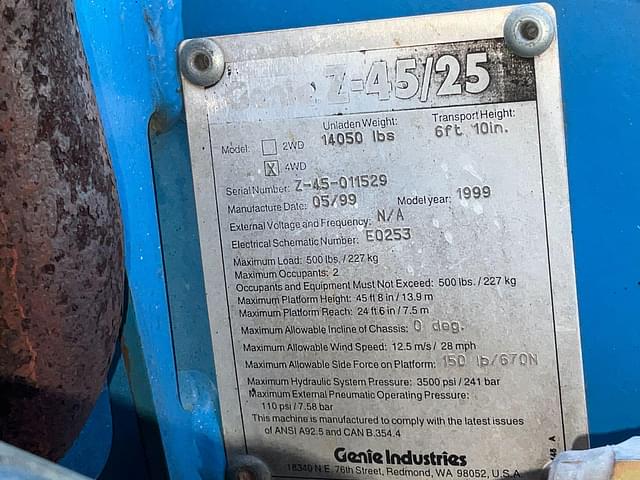 Genie Z-45/25
Unladen Weight: Transport Height:
Model: 2WD 14050 lbs 6ft 10in.
X 4WD
Serial Number: Z-45-011529
Manufacture Date: 05/99 Model year: 1999
External Voltage and Frequency: N/A
Electrical Schematic Number: E0253
Maximum Load: 500 lbs. / 227 kg
Maximum Occupants: 2
Occupants and Equipment Must Not Exceed: 500 lbs. / 227 kg
Maximum Platform Height: 45 ft 8 in / 13.9 m
Maximum Platform Reach: 24 ft 6 in / 7.5 m
Maximum Allowable Incline of Chassis: 0 deg.
Maximum Allowable Wind Speed: 12.5 m/s / 28 mph
Maximum Allowable Side Force on Platform: 150 lb/670N
Maximum Hydraulic System Pressure: 3500 psi / 241 bar
Maximum External Pneumatic Operating Pressure:
110 psi / 7.58 bar
This machine is manufactured to comply with the latest issues
of ANSI A92.5 and CAN B.354.4
Genie Industries
18340 N.E. 76th Street, Redmond, WA 98052, U.S.A.